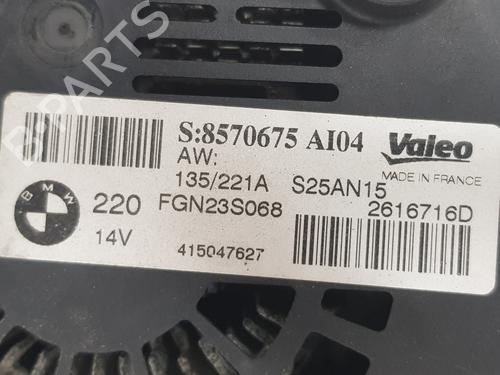 B-PARTS
S:8570675 AI04
Valeo
AW:
MADE IN FRANCE
135/221A S25AN15
BMW
220 FGN23S068
2616716D
14V
415047627